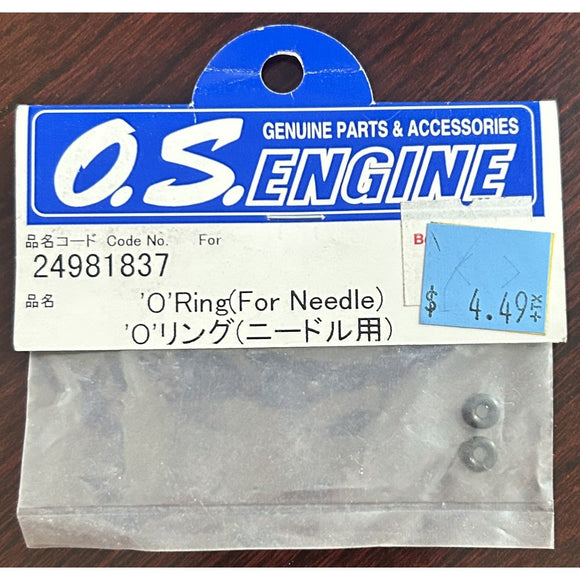 GENUINE PARTS & ACCESSORIES
O.S.ENGINE
品名コード Code No. For
24981837
品名 'O'Ring(For Needle)
'O'リング(ニードル用)
$ 4.49+TX